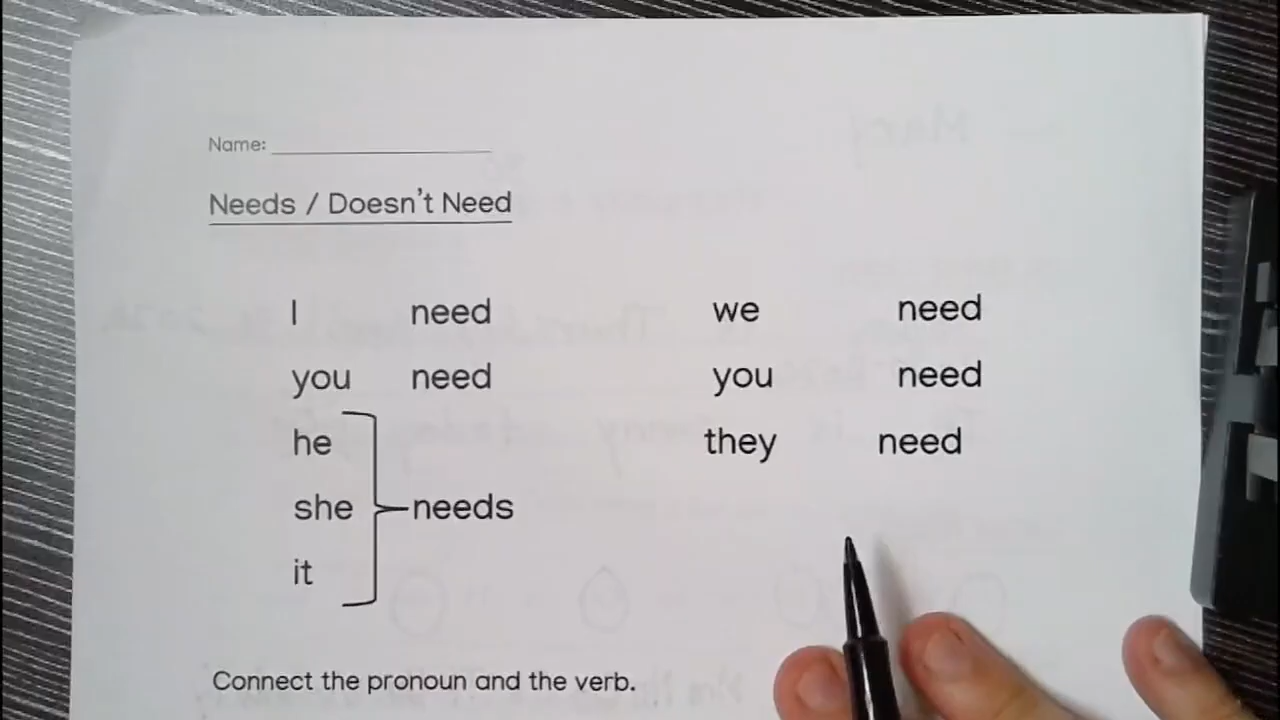 Name:
Needs / Doesn't Need
I need we need
you need you need
he they need
she needs
it
Connect the pronoun and the verb.